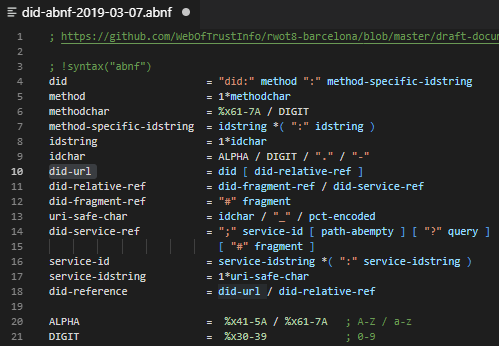 did-abnf-2019-03-07.abnf
1 ; https://github.com/WebOfTrustInfo/rwot8-barcelona/blob/master/draft-docu
2
3 ; !syntax("abnf")
4 did = "did:" method ":" method-specific-idstring
5 method = 1*methodchar
6 methodchar = %x61-7A / DIGIT
7 method-specific-idstring = idstring *( ":" idstring )
8 idstring = 1*idchar
9 idchar = ALPHA / DIGIT / "." / "-"
10 did-url = did [ did-relative-ref ]
11 did-relative-ref = did-fragment-ref / did-service-ref
12 did-fragment-ref = "#" fragment
13 uri-safe-char = idchar / "_" / pct-encoded
14 did-service-ref = ";" service-id [ path-abempty ] [ "?" query ]
15 [ "#" fragment ]
16 service-id = service-idstring *( ":" service-idstring )
17 service-idstring = 1*uri-safe-char
18 did-reference = did-url / did-relative-ref
19
20 ALPHA = %x41-5A / %x61-7A ; A-Z / a-z
21 DIGIT = %x30-39 ; 0-9